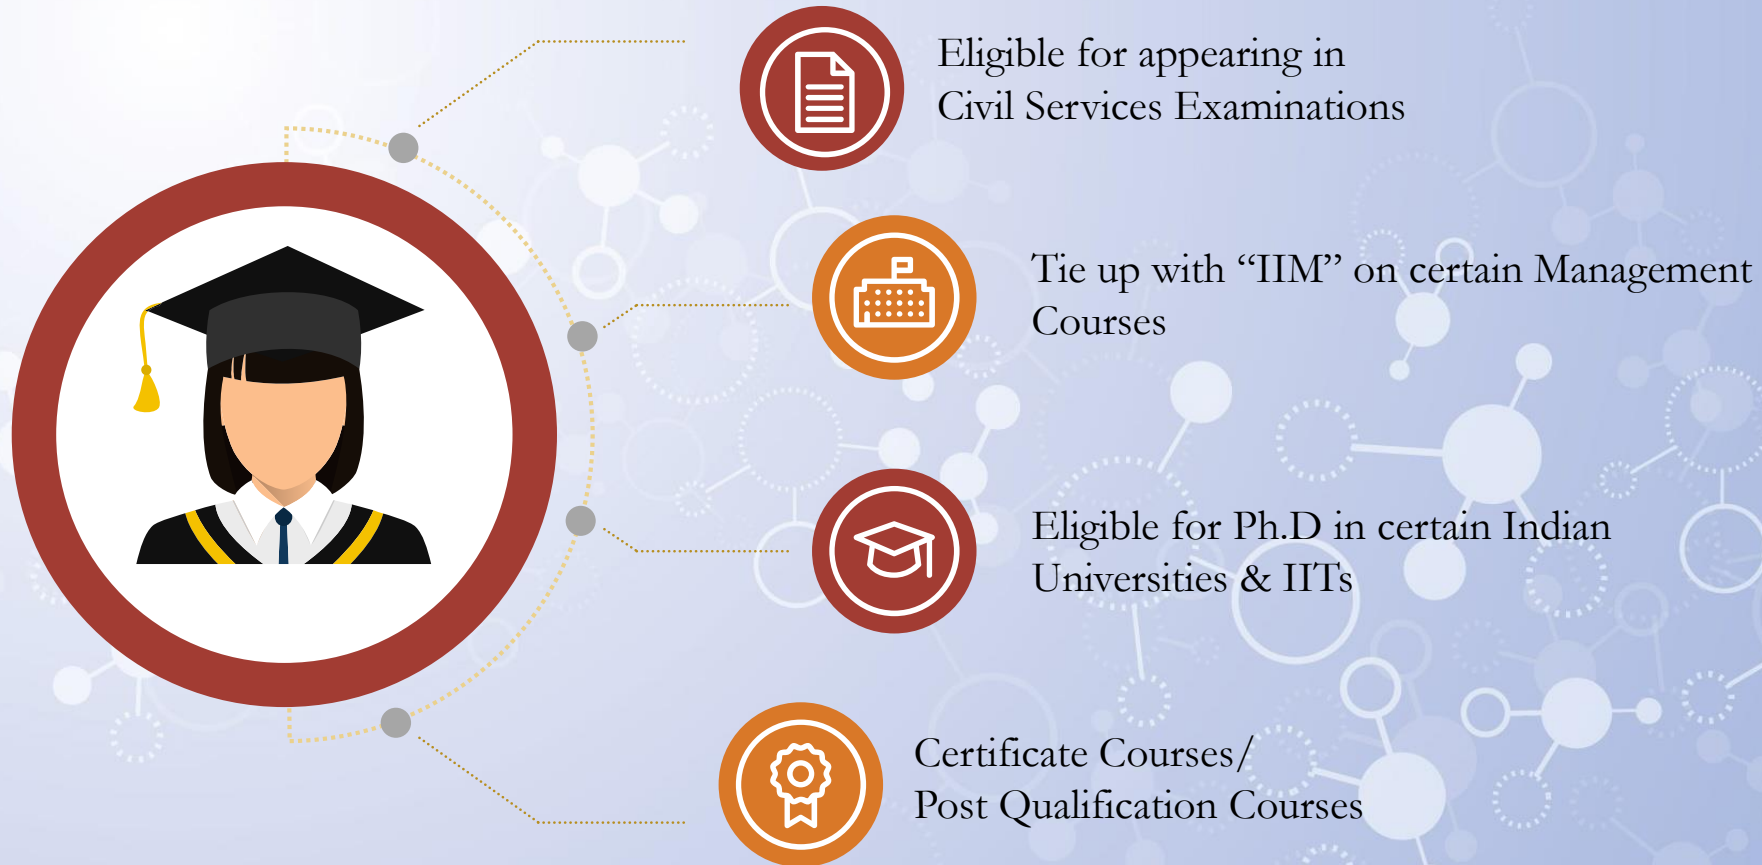 Eligible for appearing in
Civil Services Examinations
Tie up with “IIM” on certain Management
Courses
Eligible for Ph.D in certain Indian
Universities & IITs
Certificate Courses/
Post Qualification Courses